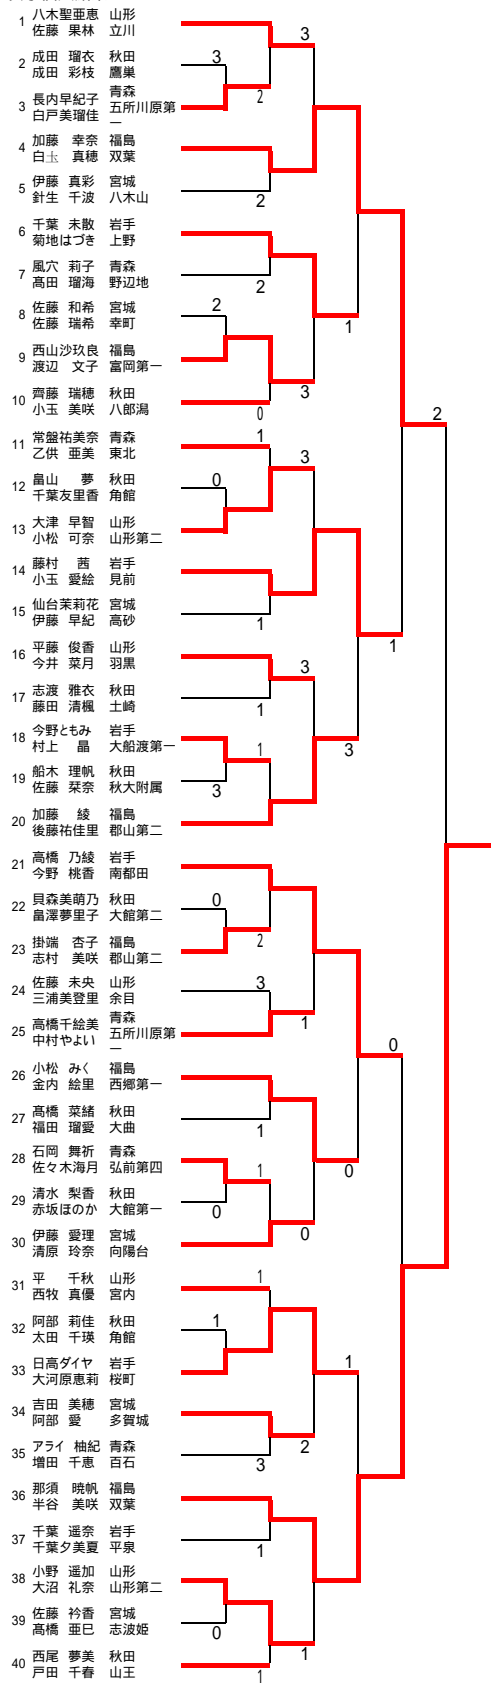 1 八木聖亜恵 山形
佐藤 果林 立川
2 成田 瑠衣 秋田
成田 彩枝 鷹巣
3 長内早紀子 青森
白戸美瑠佳 五所川原第一
4 加藤 幸奈 福島
白圡 真穂 双葉
5 伊藤 真彩 宮城
針生 千波 八木山
6 千葉 未散 岩手
菊地はづき 上野
7 風穴 莉子 青森
髙田 瑠海 野辺地
8 佐藤 和希 宮城
佐藤 瑞希 幸町
9 西山沙玖良 福島
渡辺 文子 富岡第一
10 齊藤 瑞穂 秋田
小玉 美咲 八郎潟
11 常盤祐美奈 青森
乙供 亜美 東北
12 畠山 夢 秋田
千葉友里香 角館
13 大津 早智 山形
小松 可奈 山形第二
14 藤村 茜 岩手
小玉 愛絵 見前
15 仙台茉莉花 宮城
伊藤 早紀 高砂
16 平藤 俊香 山形
今井 菜月 羽黒
17 志渡 雅衣 秋田
藤田 清楓 土崎
18 今野ともみ 岩手
村上 晶 大船渡第一
19 船木 理帆 秋田
佐藤 栞奈 秋大附属
20 加藤 綾 福島
後藤祐佳里 郡山第二
21 高橋 乃綾 岩手
今野 桃香 南都田
22 貝森美萌乃 秋田
畠澤夢里子 大館第二
23 掛端 杏子 福島
志村 美咲 郡山第二
24 佐藤 未央 山形
三浦美登里 余目
25 高橋千絵美 青森
中村やよい 五所川原第一
26 小松 みく 福島
金内 絵里 西郷第一
27 髙橋 菜緒 秋田
福田 瑠愛 大曲
28 石岡 舞祈 青森
佐々木海月 弘前第四
29 清水 梨香 秋田
赤坂ほのか 大館第一
30 伊藤 愛理 宮城
清原 玲奈 向陽台
31 平 千秋 山形
西牧 真優 宮内
32 阿部 莉佳 秋田
太田 千瑛 角館
33 日高ダイヤ 岩手
大河原恵莉 桜町
34 吉田 美穂 宮城
阿部 愛 多賀城
35 アライ 柚紀 青森
増田 千恵 百石
36 那須 暁帆 福島
半谷 美咲 双葉
37 千葉 遥奈 岩手
千葉夕美夏 平泉
38 小野 遥加 山形
大沼 礼奈 山形第二
39 佐藤 衿香 宮城
髙橋 亜巳 志波姫
40 西尾 夢美 秋田
戸田 千春 山王
3
3
2
2
2
2
1
3
0
2
1
3
0
1
1
3
1
3
1
3
0
2
3
1
0
1
0
1
0
0
1
1
1
2
3
1
0
1
1